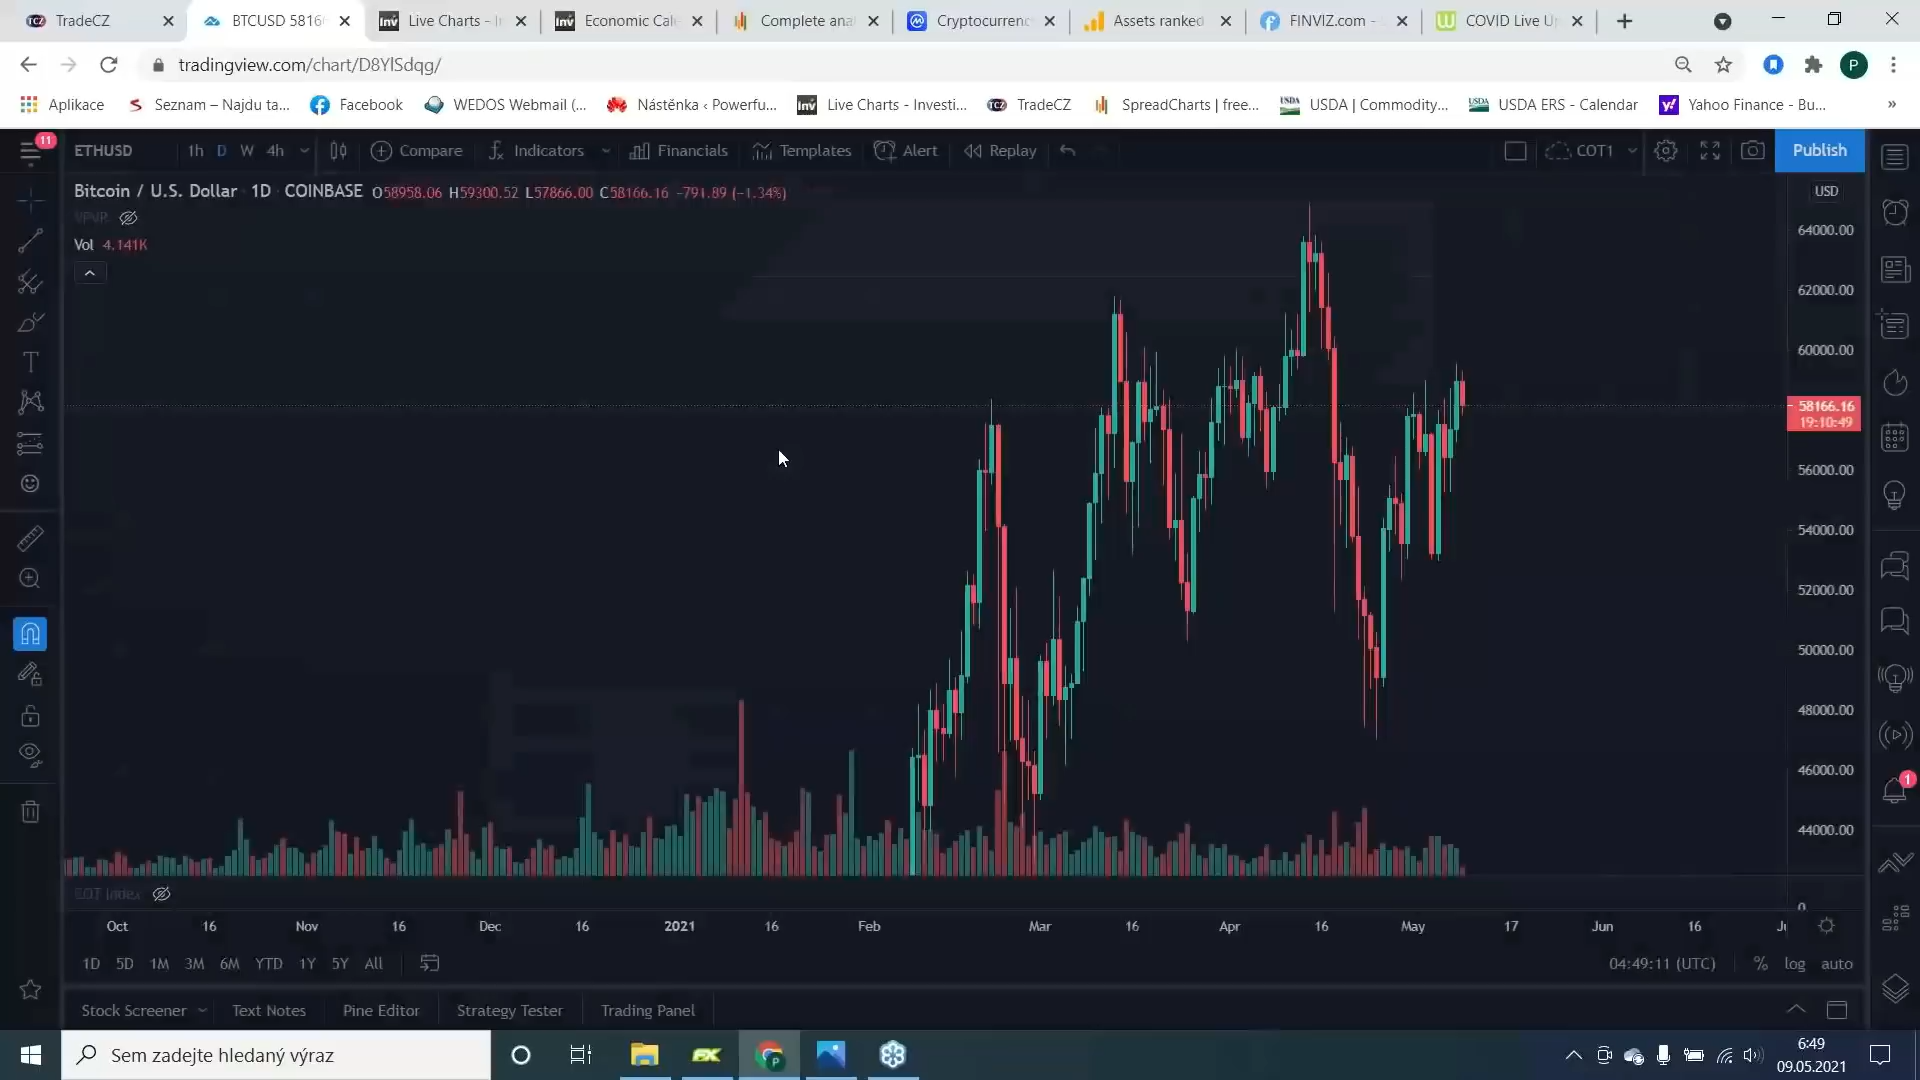 TradeCZ
BTCUSD 5816
Live Charts - I
Economic Cal
Complete anal
Cryptocurrenc
Assets ranked
FINVIZ.com -
COVID Live U
tradingview.com/chart/D8YlSdqg/
P
Aplikace
Seznam – Najdu ta...
Facebook
WEDOS Webmail (...
Nástěnka ‹ Powerfu...
Live Charts - Investi...
TradeCZ
SpreadCharts | free...
USDA | Commodity...
USDA ERS - Calendar
Yahoo Finance - Bu...
11
ETHUSD
1h D W 4h
Compare
Indicators
Financials
Templates
Alert
Replay
COT1
Publish
Bitcoin / U.S. Dollar 1D COINBASE O58958.06 H59300.52 L57866.00 C58166.16 −791.89 (−1.34%)
USD
VPVR
Vol 4.141K
64000.00
62000.00
60000.00
58166.16
19:10:49
56000.00
54000.00
52000.00
50000.00
48000.00
46000.00
44000.00
1
COT Index
0
Oct 16 Nov 16 Dec 16 2021 16 Feb Mar 16 Apr 16 May 17 Jun 16
1D 5D 1M 3M 6M YTD 1Y 5Y All
04:49:11 (UTC) % log auto
Stock Screener
Text Notes
Pine Editor
Strategy Tester
Trading Panel
Sem zadejte hledaný výraz
6:49
09.05.2021